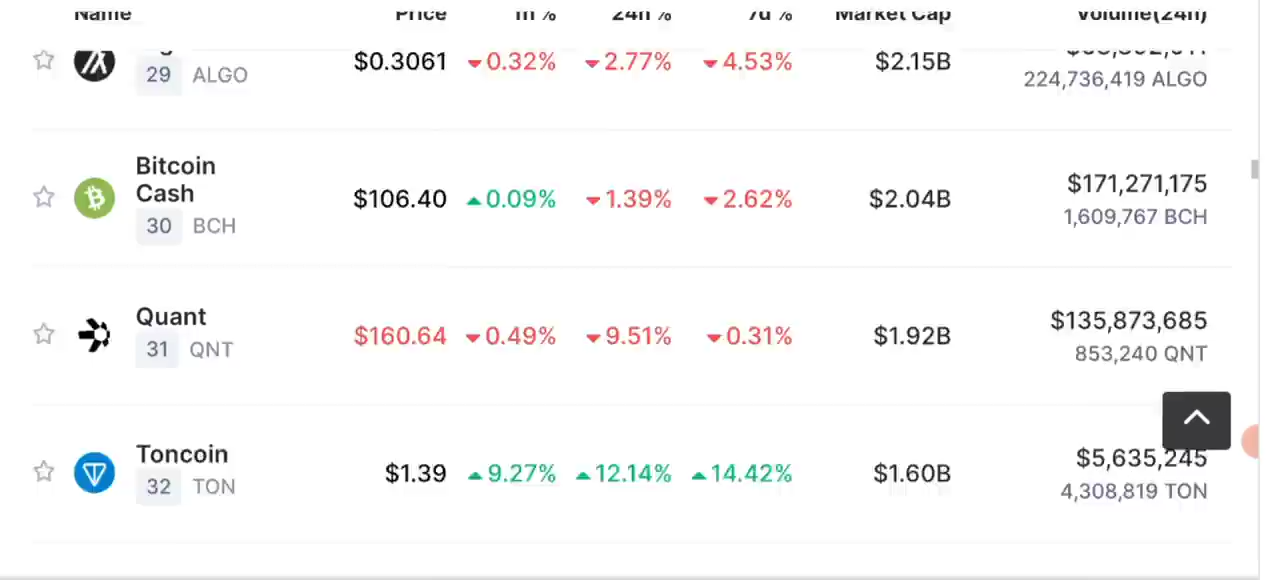 Name Price 1h % 24h % 7d % Market Cap Volume(24h)
$0.3061 0.32% 2.77% 4.53% $2.15B
29 ALGO 224,736,419 ALGO
Bitcoin
Cash
30 BCH $106.40 0.09% 1.39% 2.62% $2.04B $171,271,175
1,609,767 BCH
Quant
31 QNT $160.64 0.49% 9.51% 0.31% $1.92B $135,873,685
853,240 QNT
Toncoin
32 TON $1.39 9.27% 12.14% 14.42% $1.60B $5,635,245
4,308,819 TON